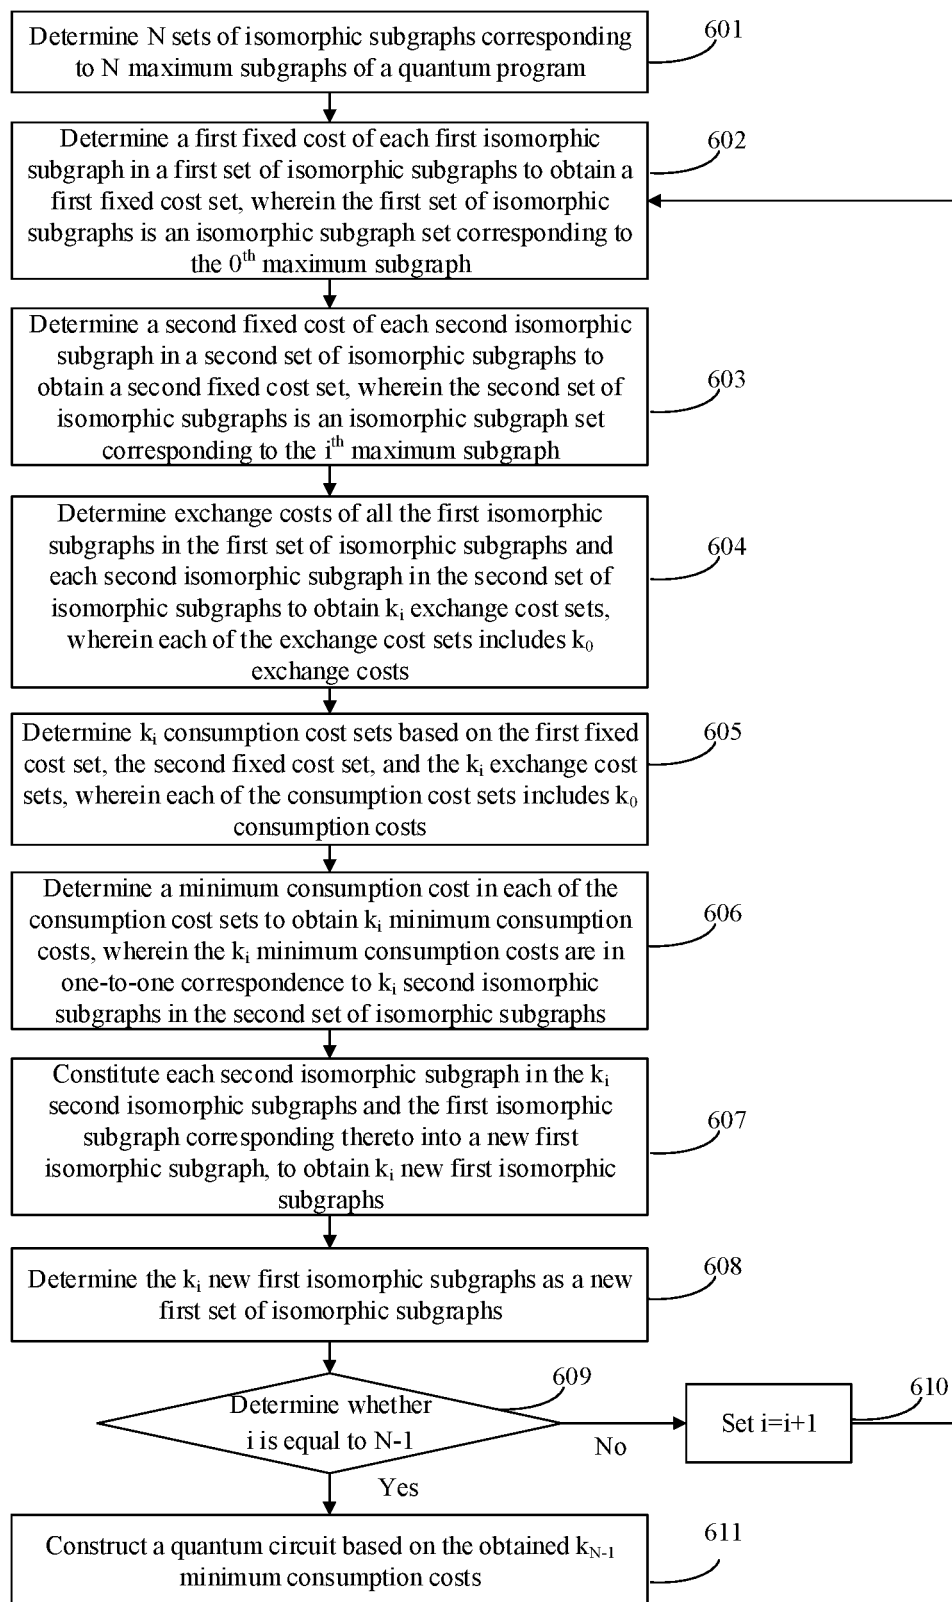 Determine N sets of isomorphic subgraphs corresponding
to N maximum subgraphs of a quantum program
601
Determine a first fixed cost of each first isomorphic
subgraph in a first set of isomorphic subgraphs to obtain a
first fixed cost set, wherein the first set of isomorphic
subgraphs is an isomorphic subgraph set corresponding to
the 0th maximum subgraph
602
Determine a second fixed cost of each second isomorphic
subgraph in a second set of isomorphic subgraphs to
obtain a second fixed cost set, wherein the second set of
isomorphic subgraphs is an isomorphic subgraph set
corresponding to the ith maximum subgraph
603
Determine exchange costs of all the first isomorphic
subgraphs in the first set of isomorphic subgraphs and
each second isomorphic subgraph in the second set of
isomorphic subgraphs to obtain ki exchange cost sets,
wherein each of the exchange cost sets includes k0
exchange costs
604
Determine ki consumption cost sets based on the first fixed
cost set, the second fixed cost set, and the ki exchange cost
sets, wherein each of the consumption cost sets includes k0
consumption costs
605
Determine a minimum consumption cost in each of the
consumption cost sets to obtain ki minimum consumption
costs, wherein the ki minimum consumption costs are in
one-to-one correspondence to ki second isomorphic
subgraphs in the second set of isomorphic subgraphs
606
Constitute each second isomorphic subgraph in the ki
second isomorphic subgraphs and the first isomorphic
subgraph corresponding thereto into a new first
isomorphic subgraph, to obtain ki new first isomorphic
subgraphs
607
Determine the ki new first isomorphic subgraphs as a new
first set of isomorphic subgraphs
608
Determine whether
i is equal to N-1
609
No
Set i=i+1
610
Yes
Construct a quantum circuit based on the obtained kN-1
minimum consumption costs
611